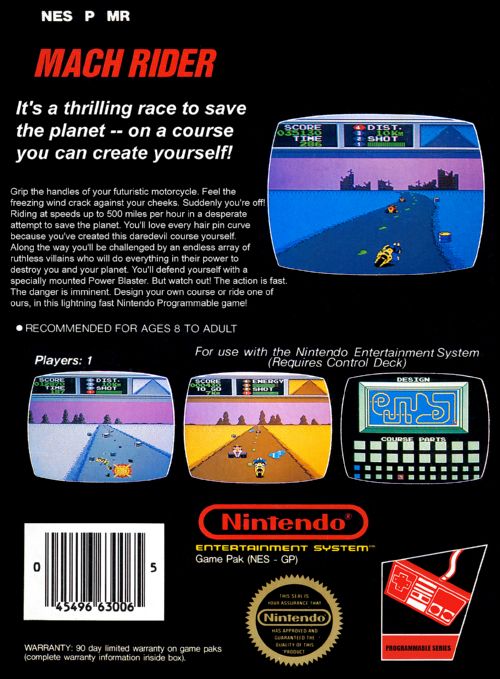 NES P MR
MACH RIDER
It's a thrilling race to save
the planet -- on a course
you can create yourself!
SCORE 4 DIST.
035130 3 10Km
TIME 2 SHOT
286 1
Grip the handles of your futuristic motorcycle. Feel the
freezing wind crack against your cheeks. Suddenly you're off!
Riding at speeds up to 500 miles per hour in a desperate
attempt to save the planet. You'll love every hair pin curve
because you've created this daredevil course yourself.
Along the way you'll be challenged by an endless array of
ruthless villains who will do everything in their power to
destroy you and your planet. You'll defend yourself with a
specially mounted Power Blaster. But watch out! The action is fast.
The danger is imminent. Design your own course or ride one of
ours, in this lightning fast Nintendo Programmable game!
● RECOMMENDED FOR AGES 8 TO ADULT
Players: 1
For use with the Nintendo Entertainment System
(Requires Control Deck)
SCORE DIST.
TIME SHOT
SCORE ENERGY
TO GO SHOT
DESIGN
COURSE PARTS
Nintendo®
ENTERTAINMENT SYSTEM™
Game Pak (NES - GP)
0 45496 63006 5
THIS SEAL IS
YOUR ASSURANCE THAT
Nintendo
HAS APPROVED AND
GUARANTEED THE
QUALITY OF THIS
PRODUCT
PROGRAMMABLE SERIES
WARRANTY: 90 day limited warranty on game paks
(complete warranty information inside box).